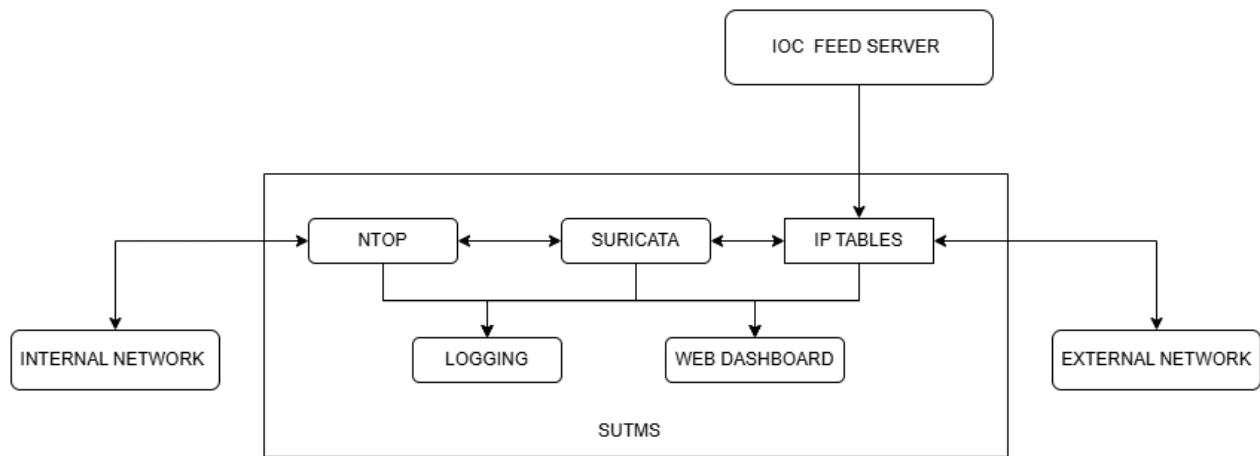 IOC FEED SERVER
NTOP
SURICATA
IP TABLES
INTERNAL NETWORK
LOGGING
WEB DASHBOARD
EXTERNAL NETWORK
SUTMS